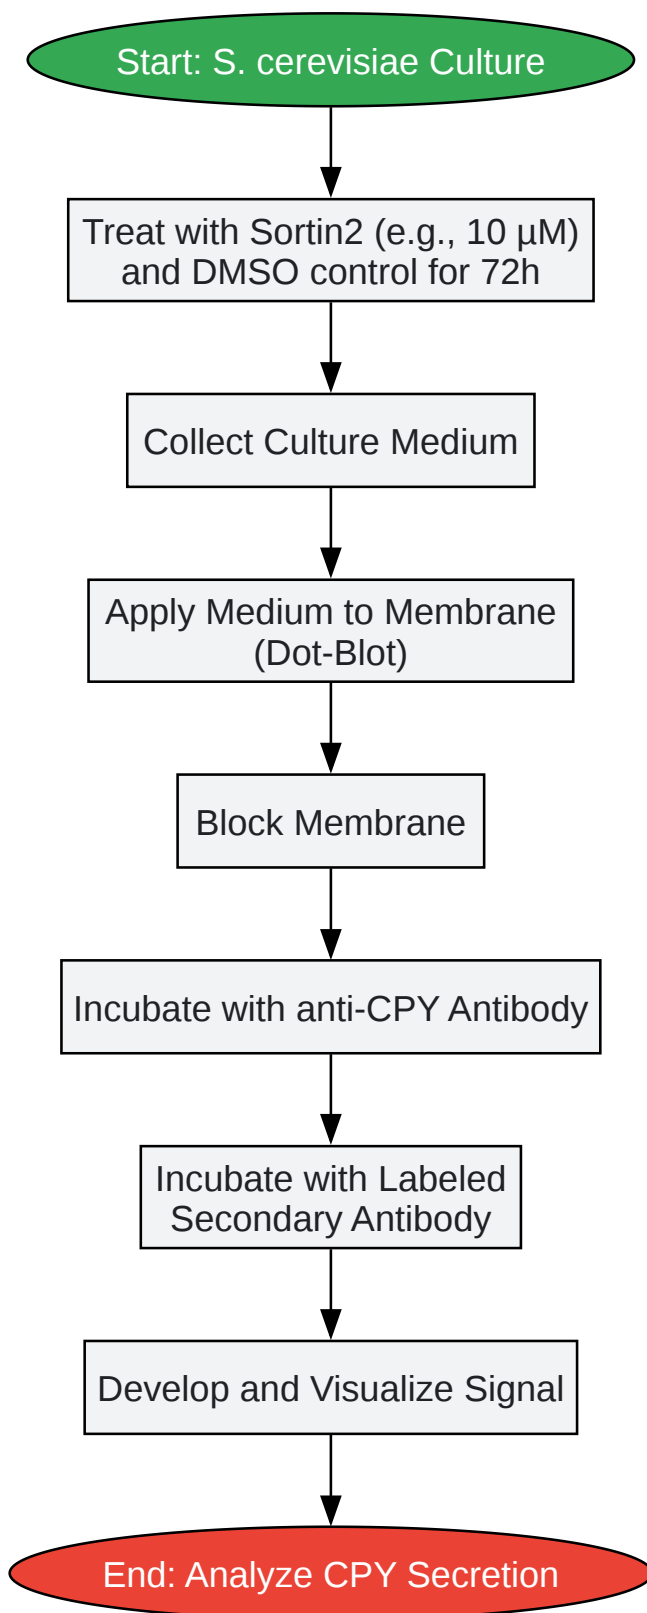 Start: S. cerevisiae Culture
Treat with Sortin2 (e.g., 10 µM)
and DMSO control for 72h
Collect Culture Medium
Apply Medium to Membrane
(Dot-Blot)
Block Membrane
Incubate with anti-CPY Antibody
Incubate with Labeled
Secondary Antibody
Develop and Visualize Signal
End: Analyze CPY Secretion